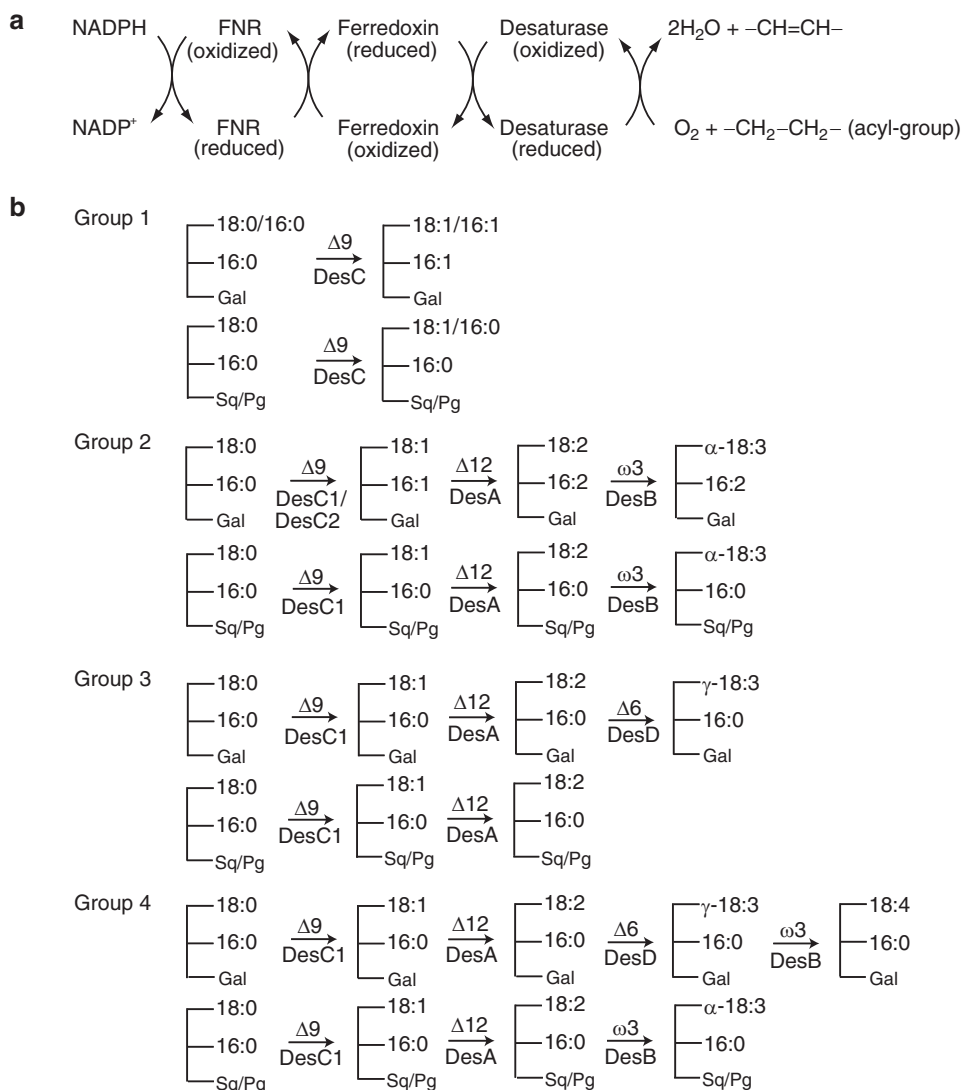 a
NADPH FNR Ferredoxin Desaturase 2H₂O + –CH=CH–
(oxidized) (reduced) (oxidized)
NADP⁺ FNR Ferredoxin Desaturase O₂ + –CH₂–CH₂– (acyl-group)
(reduced) (oxidized) (reduced)
b
Group 1
18:0/16:0 Δ9 18:1/16:1
16:0 DesC 16:1
Gal Gal
18:0 Δ9 18:1/16:0
16:0 DesC 16:0
Sq/Pg Sq/Pg
Group 2
18:0 Δ9 18:1 Δ12 18:2 ω3 α-18:3
16:0 DesC1/ 16:1 DesA 16:2 DesB 16:2
Gal DesC2 Gal Gal Gal
18:0 Δ9 18:1 Δ12 18:2 ω3 α-18:3
16:0 DesC1 16:0 DesA 16:0 DesB 16:0
Sq/Pg Sq/Pg Sq/Pg Sq/Pg
Group 3
18:0 Δ9 18:1 Δ12 18:2 Δ6 γ-18:3
16:0 DesC1 16:0 DesA 16:0 DesD 16:0
Gal Gal Gal Gal
18:0 Δ9 18:1 Δ12 18:2
16:0 DesC1 16:0 DesA 16:0
Sq/Pg Sq/Pg Sq/Pg
Group 4
18:0 Δ9 18:1 Δ12 18:2 Δ6 γ-18:3 ω3 18:4
16:0 DesC1 16:0 DesA 16:0 DesD 16:0 DesB 16:0
Gal Gal Gal Gal Gal
18:0 Δ9 18:1 Δ12 18:2 ω3 α-18:3
16:0 DesC1 16:0 DesA 16:0 DesB 16:0
Sq/Pg Sq/Pg Sq/Pg Sq/Pg